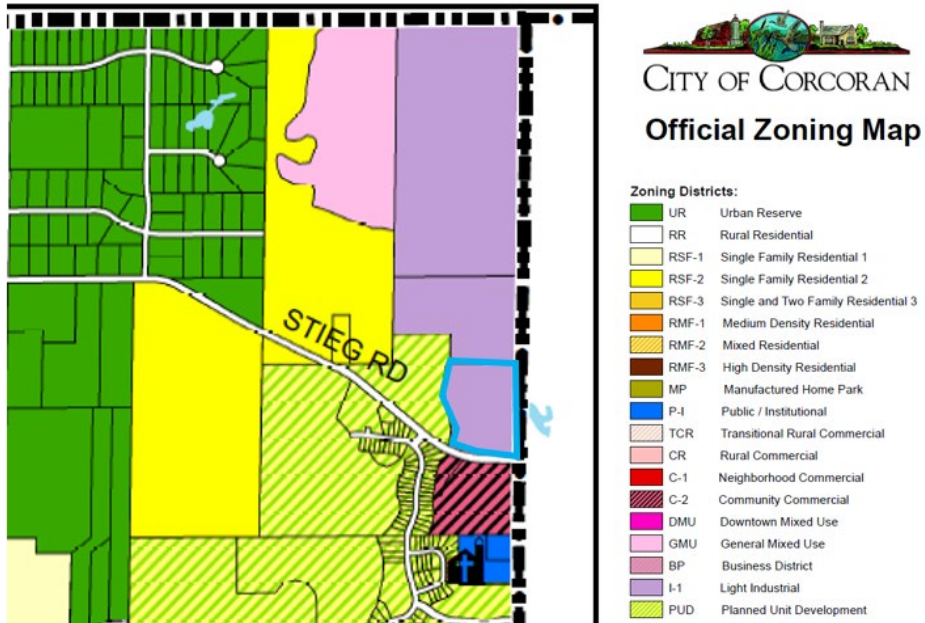 STIEG RD
CITY OF CORCORAN
Official Zoning Map
Zoning Districts:
UR Urban Reserve
RR Rural Residential
RSF-1 Single Family Residential 1
RSF-2 Single Family Residential 2
RSF-3 Single and Two Family Residential 3
RMF-1 Medium Density Residential
RMF-2 Mixed Residential
RMF-3 High Density Residential
MP Manufactured Home Park
P-I Public / Institutional
TCR Transitional Rural Commercial
CR Rural Commercial
C-1 Neighborhood Commercial
C-2 Community Commercial
DMU Downtown Mixed Use
GMU General Mixed Use
BP Business District
I-1 Light Industrial
PUD Planned Unit Development